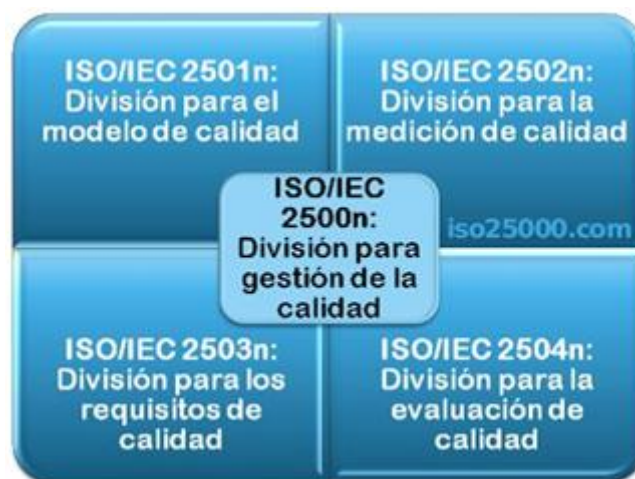 ISO/IEC 2501n:
División para el
modelo de calidad
ISO/IEC 2502n:
División para la
medición de calidad
ISO/IEC
2500n:
División para
gestión de la
calidad
iso25000.com
ISO/IEC 2503n:
División para los
requisitos de
calidad
ISO/IEC 2504n:
División para la
evaluación de
calidad